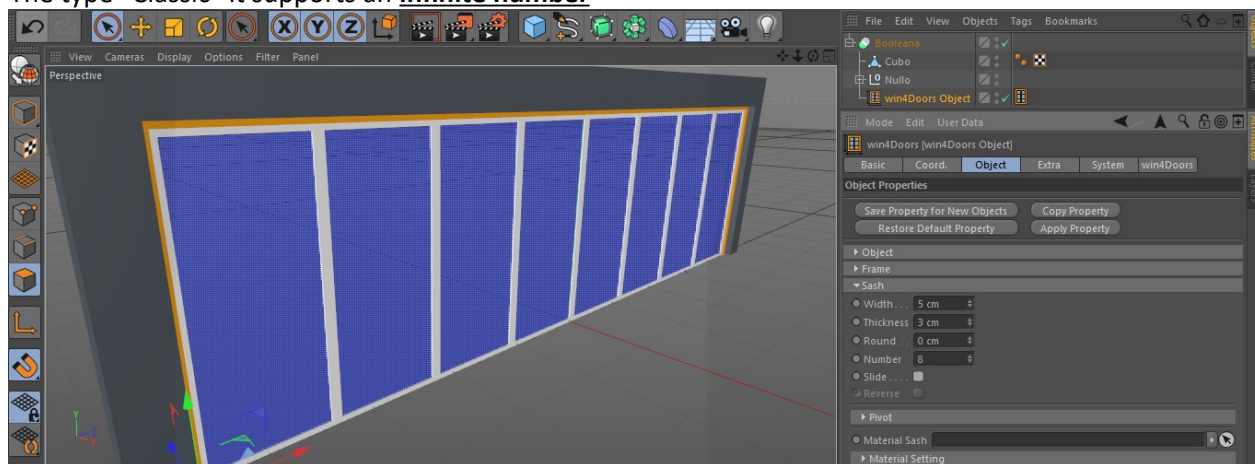 The type "Classic" it supports an infinite number
X Y Z
File Edit View Objects Tags Bookmarks
View Cameras Display Options Filter Panel
Perspective
Booleana
Cubo
Nullo
win4Doors Object
Mode Edit User Data
win4Doors [win4Doors Object]
Basic Coord. Object Extra System win4Doors
Object Properties
Save Property for New Objects Copy Property
Restore Default Property Apply Property
Object
Frame
Sash
Width . . . 5 cm
Thickness 3 cm
Round . . 0 cm
Number 8
Slide . . . .
Reverse
Pivot
Material Sash
Material Setting
Y
Z
X